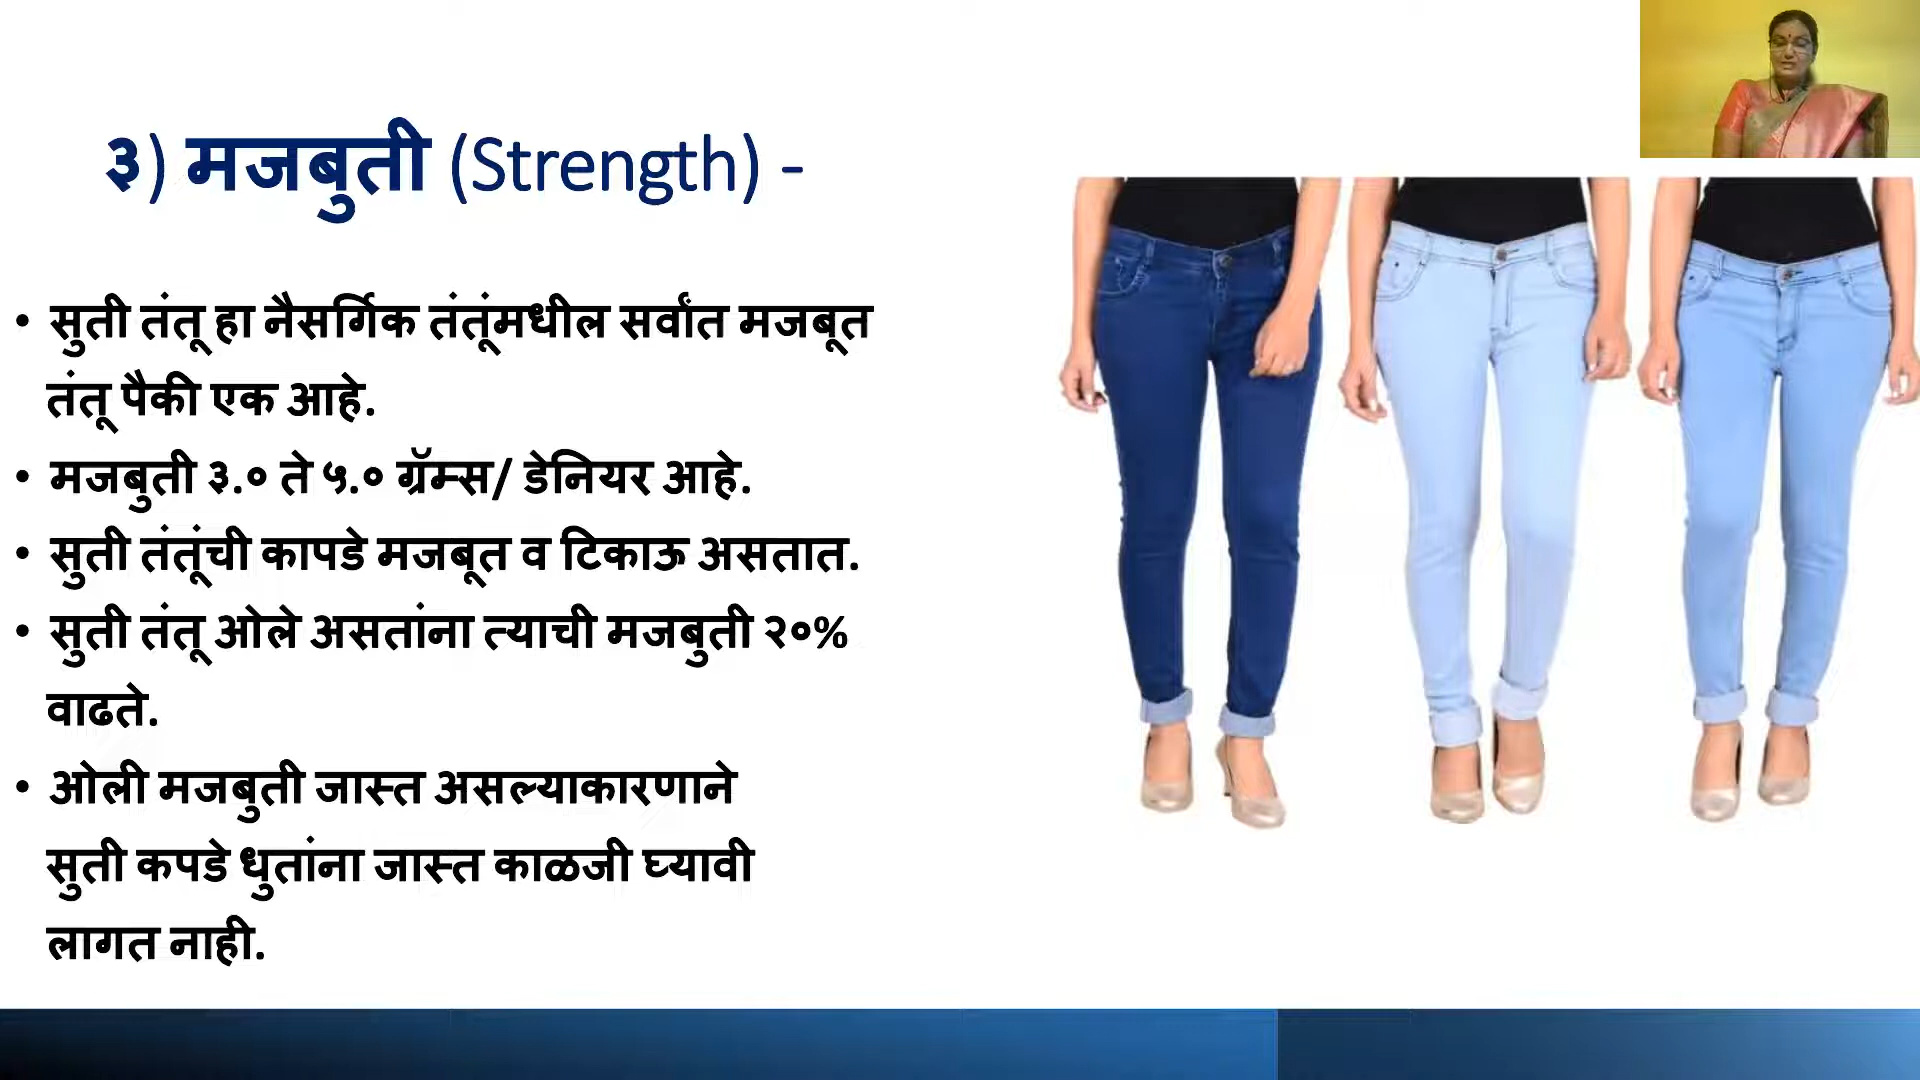 ३) मजबुती (Strength) -
• सुती तंतू हा नैसर्गिक तंतूंमधील सर्वांत मजबूत
तंतू पैकी एक आहे.
• मजबुती ३.० ते ५.० ग्रॅम्स/ डेनियर आहे.
• सुती तंतूंची कापडे मजबूत व टिकाऊ असतात.
• सुती तंतू ओले असतांना त्याची मजबुती २०%
वाढते.
• ओली मजबुती जास्त असल्याकारणाने
सुती कपडे धुतांना जास्त काळजी घ्यावी
लागत नाही.